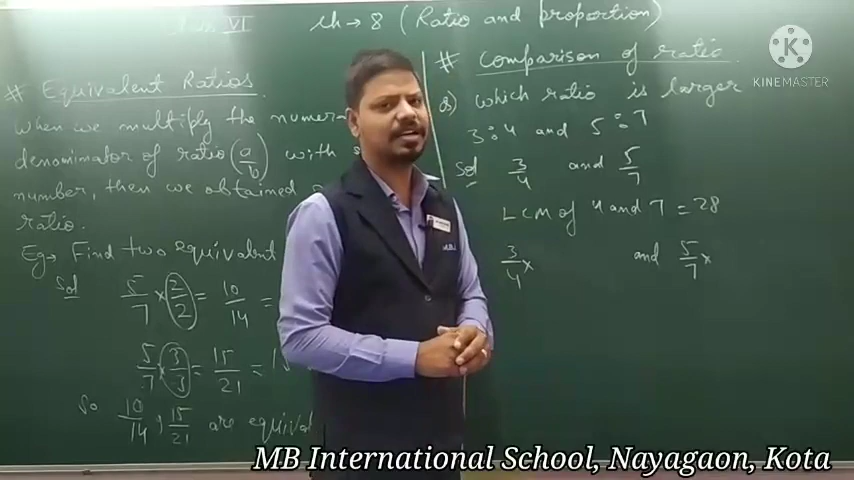 Class VI
Ch → 8 (Ratio and proportion)
# Equivalent Ratios
When we multiply the
denominator of ratio (a/b) with
number, then we obtained
ratio.
Eg → Find two equivalent
Sol
5/7 × 2/2 = 10/14 =
5/7 × 3/3 = 15/21 =
So 10/14, 15/21 are
# Comparison of ratio
Q) Which ratio is larger
3:4 and 5:7
Sol 3/4 and 5/7
LCM of 4 and 7 = 28
3/4 × and 5/7 ×
K
KINEMASTER
MB International School, Nayagaon, Kota